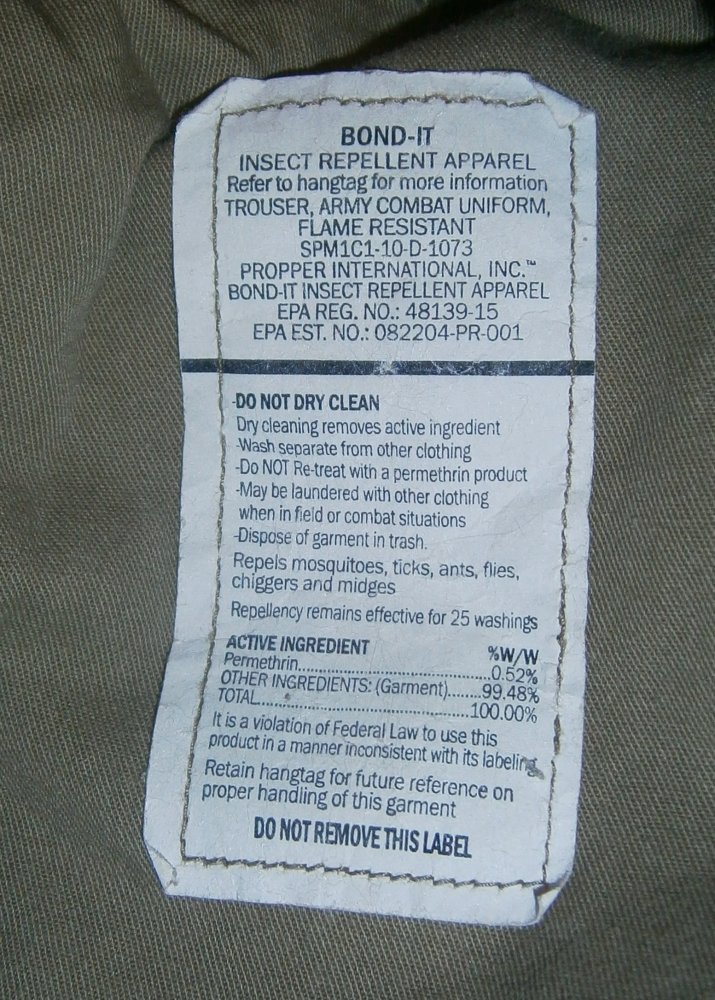 BOND-IT
INSECT REPELLENT APPAREL
Refer to hangtag for more information
TROUSER, ARMY COMBAT UNIFORM,
FLAME RESISTANT
SPM1C1-10-D-1073
PROPPER INTERNATIONAL, INC.™
BOND-IT INSECT REPELLENT APPAREL
EPA REG. NO.: 48139-15
EPA EST. NO.: 082204-PR-001
-DO NOT DRY CLEAN
Dry cleaning removes active ingredient
-Wash separate from other clothing
-Do NOT Re-treat with a permethrin product
-May be laundered with other clothing
when in field or combat situations
-Dispose of garment in trash.
Repels mosquitoes, ticks, ants, flies,
chiggers and midges
Repellency remains effective for 25 washings
ACTIVE INGREDIENT %W/W
Permethrin..........0.52%
OTHER INGREDIENTS: (Garment).......99.48%
TOTAL..........100.00%
It is a violation of Federal Law to use this
product in a manner inconsistent with its labeling
Retain hangtag for future reference on
proper handling of this garment
DO NOT REMOVE THIS LABEL